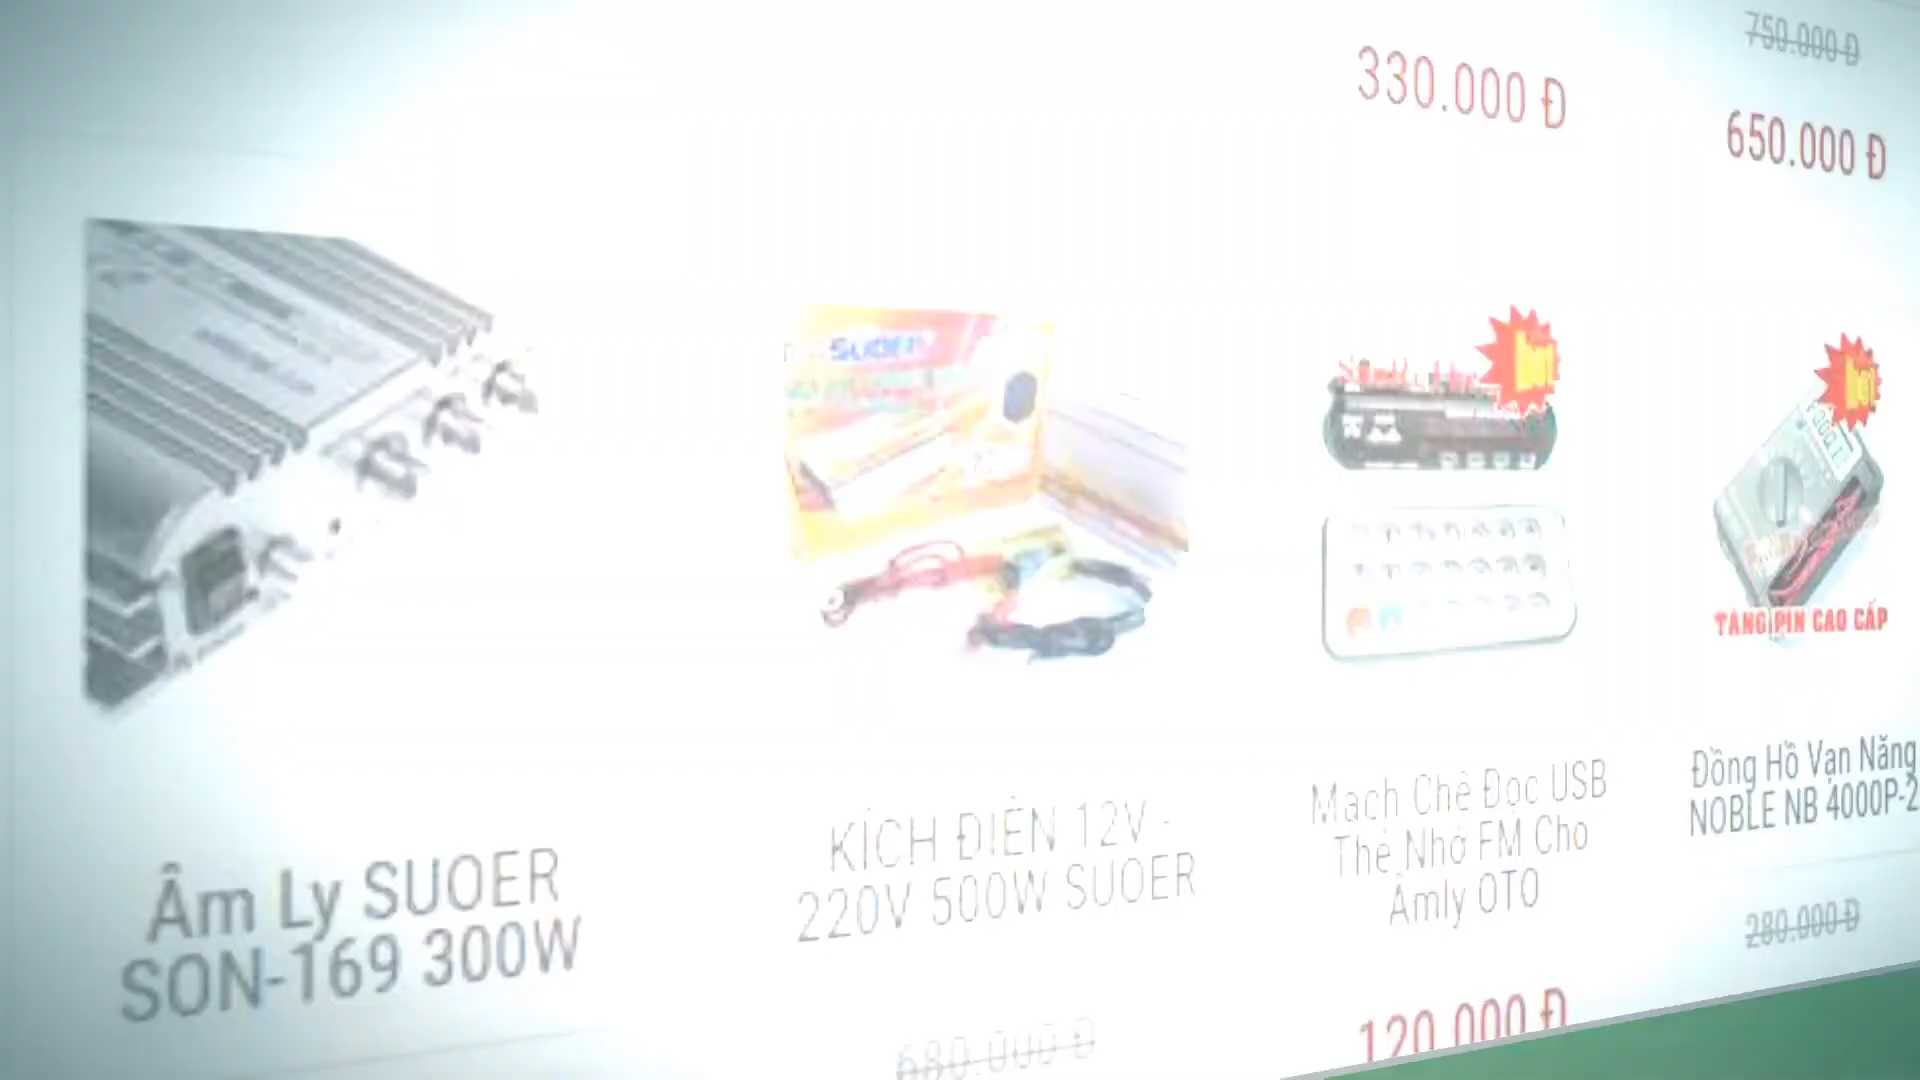 750.000 Đ
330.000 Đ
650.000 Đ
SUOER
hot
hot
TẶNG PIN CAO CẤP
Âm Ly SUOER
SON-169 300W
KÍCH ĐIỆN 12V -
220V 500W SUOER
680.000 Đ
Mạch Chế Đọc USB
Thẻ Nhớ FM Cho
Âmly OTO
120.000 Đ
Đồng Hồ Vạn Năng
NOBLE NB 4000P-2
280.000 Đ